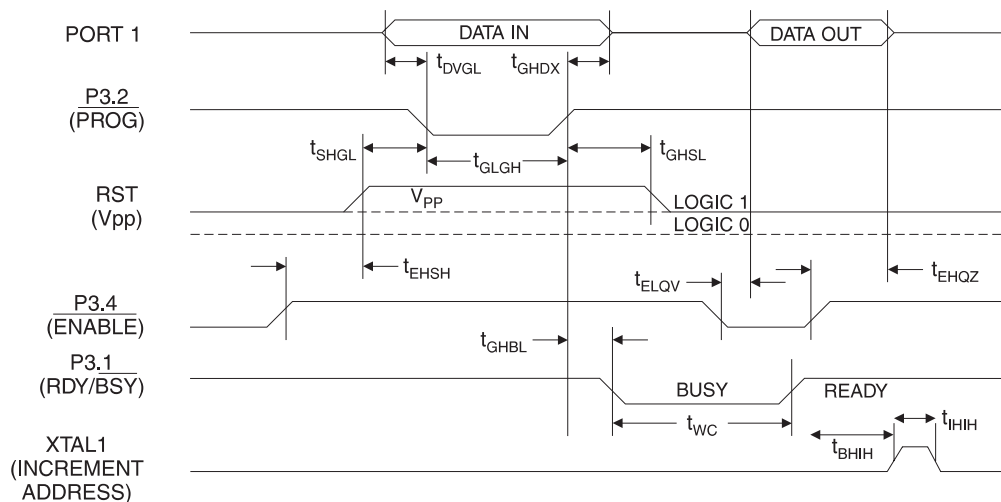 PORT 1
DATA IN
DATA OUT
tDVGL
tGHDX
P3.2
(PROG)
tSHGL
tGLGH
tGHSL
RST
(Vpp)
VPP
LOGIC 1
LOGIC 0
tEHSH
tELQV
tEHQZ
P3.4
(ENABLE)
tGHBL
P3.1
(RDY/BSY)
BUSY
READY
tWC
tIHIH
tBHIH
XTAL1
(INCREMENT
ADDRESS)